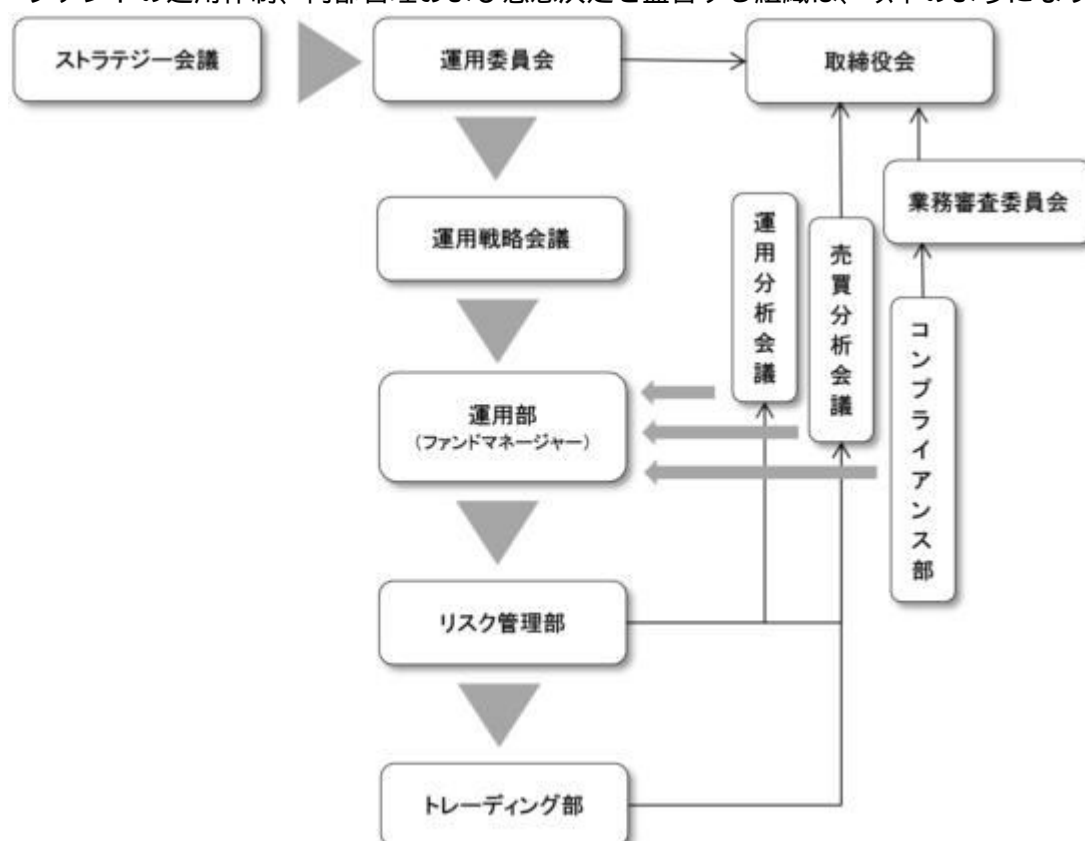 ストラテジー会議
運用委員会
取締役会
業務審査委員会
運用戦略会議
運用分析会議
売買分析会議
コンプライアンス部
運用部
(ファンドマネージャー)
リスク管理部
トレーディング部